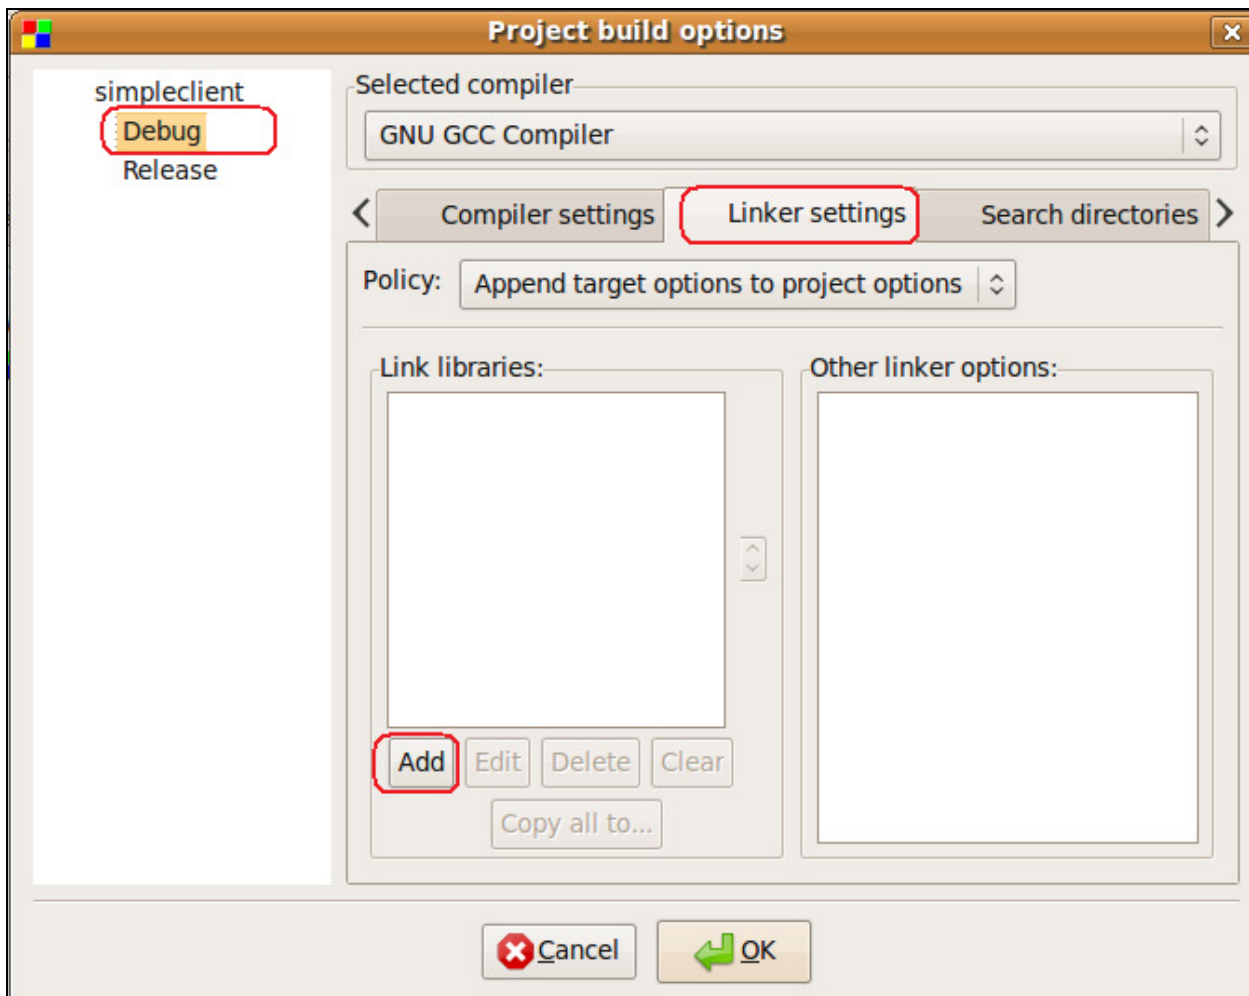 Project build options
simpleclient
Debug
Release
Selected compiler
GNU GCC Compiler
Compiler settings
Linker settings
Search directories
Policy:
Append target options to project options
Link libraries:
Other linker options:
Add
Edit
Delete
Clear
Copy all to...
Cancel
OK